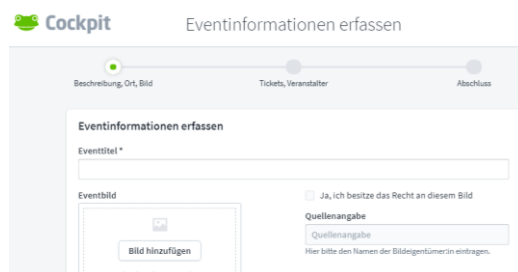 Cockpit
Eventinformationen erfassen
Beschreibung, Ort, Bild
Tickets, Veranstalter
Abschluss
Eventinformationen erfassen
Eventtitel *
Eventbild
Ja, ich besitze das Recht an diesem Bild
Quellenangabe
Quellenangabe
Bild hinzufügen
Hier bitte den Namen der Bildeigentümer:in eintragen.